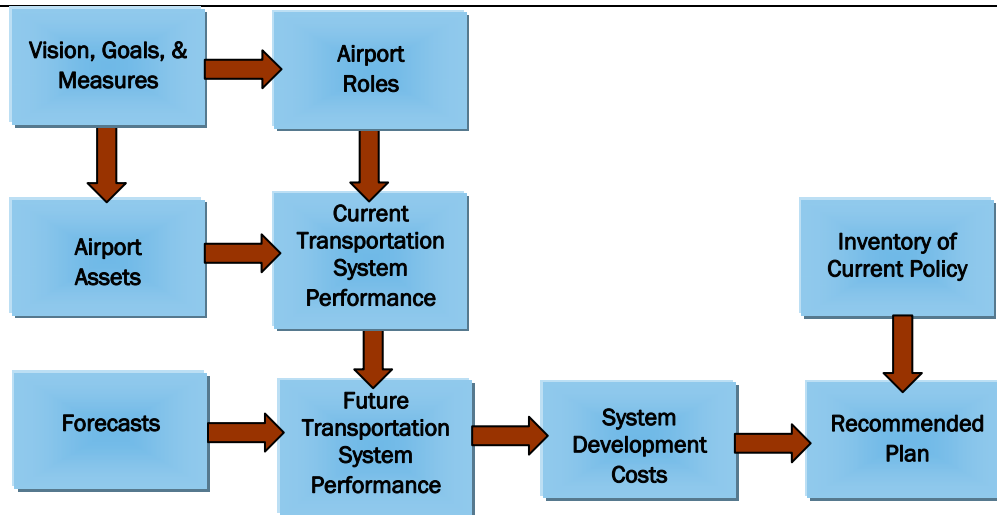 Vision, Goals, &
Measures
Airport
Roles
Airport
Assets
Current
Transportation
System
Performance
Inventory of
Current Policy
Forecasts
Future
Transportation
System
Performance
System
Development
Costs
Recommended
Plan